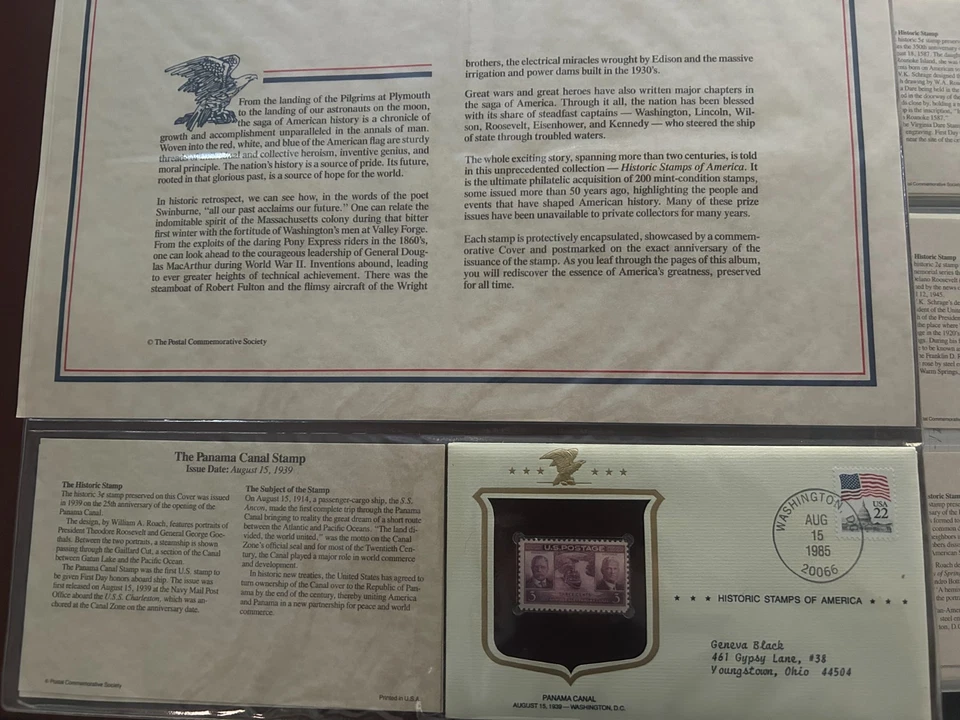 From the landing of the Pilgrims at Plymouth
to the landing of our astronauts on the moon,
the saga of American history is a chronicle of
growth and accomplishment unparalleled in the annals of man.
Woven into the red, white, and blue of the American flag are sturdy
threads and collective heroism, inventive genius, and
moral principle. The nation's history is a source of pride. Its future,
rooted in that glorious past, is a source of hope for the world.
In historic retrospect, we can see how, in the words of the poet
Swinburne, "all our past acclaims our future." One can relate the
indomitable spirit of the Massachusetts colony during that bitter
first winter with the fortitude of Washington's men at Valley Forge.
From the exploits of the daring Pony Express riders in the 1860's,
one can look ahead to the courageous leadership of General Doug-
las MacArthur during World War II. Inventions abound, leading
to ever greater heights of technical achievement. There was the
steamboat of Robert Fulton and the flimsy aircraft of the Wright
brothers, the electrical miracles wrought by Edison and the massive
irrigation and power dams built in the 1930's.
Great wars and great heroes have also written major chapters in
the saga of America. Through it all, the nation has been blessed
with its share of steadfast captains — Washington, Lincoln, Wil-
son, Roosevelt, Eisenhower, and Kennedy — who steered the ship
of state through troubled waters.
The whole exciting story, spanning more than two centuries, is told
in this unprecedented collection — Historic Stamps of America. It
is the ultimate philatelic acquisition of 200 mint-condition stamps,
some issued more than 50 years ago, highlighting the people and
events that have shaped American history. Many of these prize
issues have been unavailable to private collectors for many years.
Each stamp is protectively encapsulated, showcased by a commem-
orative Cover and postmarked on the exact anniversary of the
issuance of the stamp. As you leaf through the pages of this album,
you will rediscover the essence of America's greatness, preserved
for all time.
© The Postal Commemorative Society
The Panama Canal Stamp
Issue Date: August 15, 1939
The Historic Stamp
The historic 3¢ stamp preserved on this Cover was issued
in 1939 on the 25th anniversary of the opening of the
Panama Canal.
The design, by William A. Roach, features portraits of
President Theodore Roosevelt and General George Goe-
thals. Between the two portraits, a steamship is shown
passing through the Gaillard Cut, a section of the Canal
between Gatun Lake and the Pacific Ocean.
The Panama Canal Stamp was the first U.S. stamp to
be given First Day honors aboard ship. The issue was
first released on August 15, 1939 at the Navy Mail Post
Office aboard the U.S.S. Charleston, which was an-
chored at the Canal Zone on the anniversary date.
The Subject of the Stamp
On August 15, 1914, a passenger-cargo ship, the S.S.
Ancon, made the first complete trip through the Panama
Canal bringing to reality the great dream of a short route
between the Atlantic and Pacific Oceans. "The land di-
vided, the world united," was the motto on the Canal
Zone's official seal and for most of the Twentieth Cen-
tury, the Canal played a major role in world commerce
and development.
In historic new treaties, the United States has agreed to
turn ownership of the Canal over to the Republic of Pan-
ama by the end of the century, thereby uniting America
and Panama in a new partnership for peace and world
commerce.
© Postal Commemorative Society
Printed in U.S.A.
U.S. POSTAGE
3 3
PANAMA CANAL
AUGUST 15, 1939 — WASHINGTON, D.C.
USA
22
WASHINGTON, DC
AUG
15
1985
20066
HISTORIC STAMPS OF AMERICA
Geneva Black
461 Gypsy Lane, #38
Youngstown, Ohio 44504
Historic Stamp